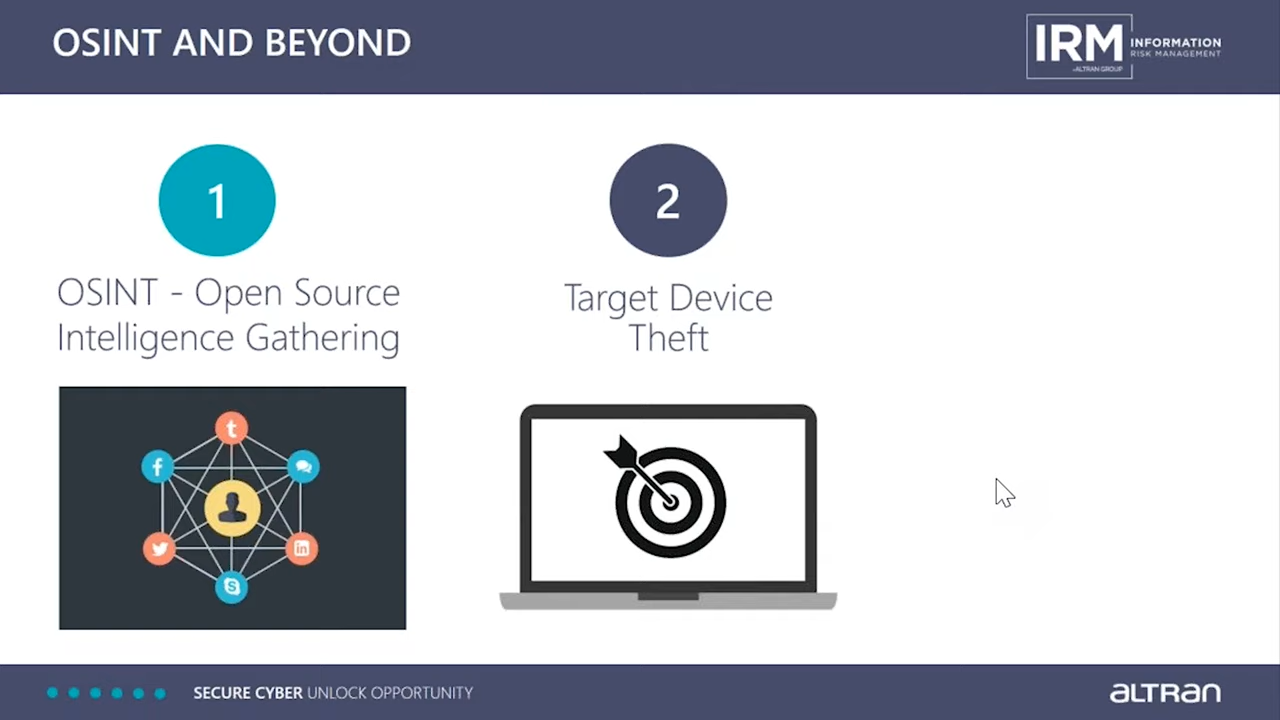 OSINT AND BEYOND
IRM
INFORMATION
RISK MANAGEMENT
ALTRAN GROUP
1
OSINT - Open Source
Intelligence Gathering
2
Target Device
Theft
SECURE CYBER UNLOCK OPPORTUNITY
ALTRAN